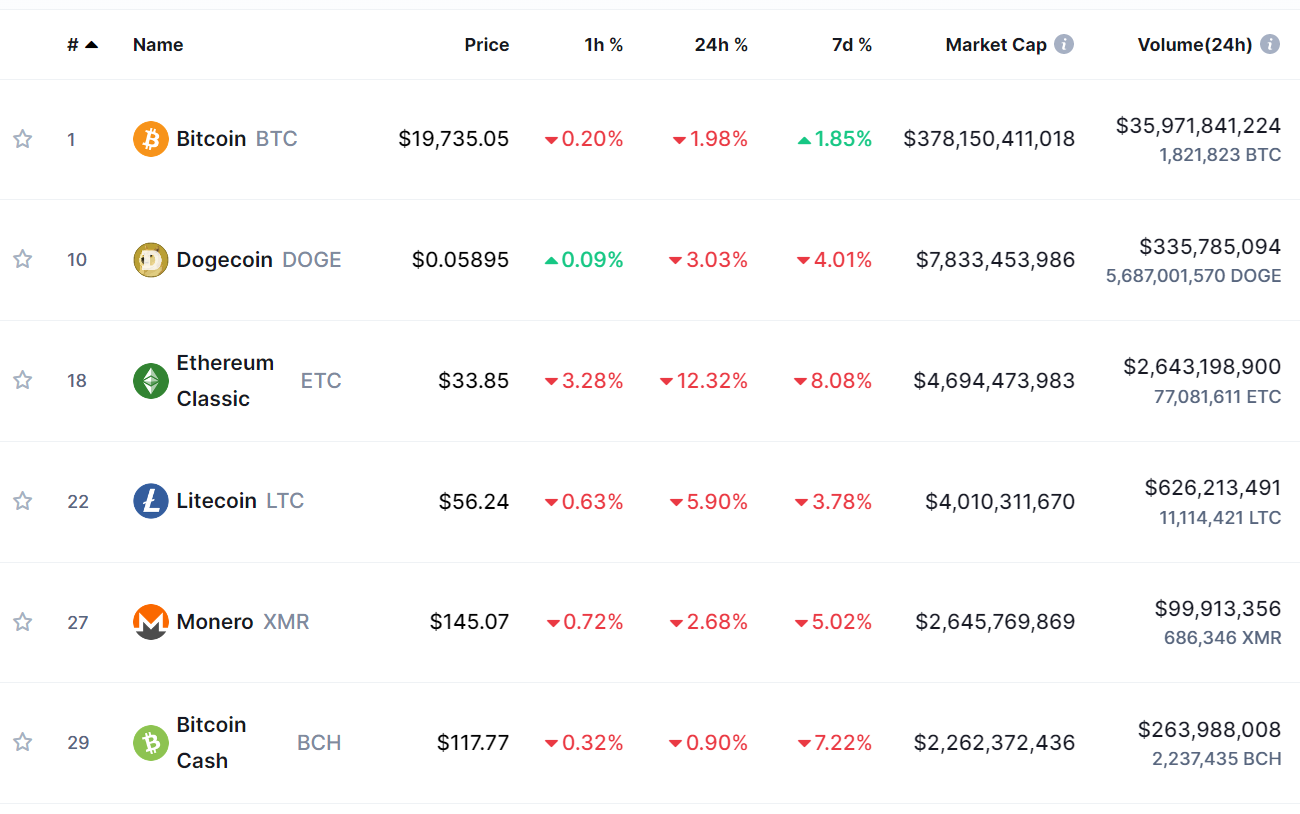 # Name Price 1h % 24h % 7d % Market Cap Volume(24h)
1 Bitcoin BTC $19,735.05 0.20% 1.98% 1.85% $378,150,411,018 $35,971,841,224
1,821,823 BTC
10 Dogecoin DOGE $0.05895 0.09% 3.03% 4.01% $7,833,453,986 $335,785,094
5,687,001,570 DOGE
18 Ethereum Classic ETC $33.85 3.28% 12.32% 8.08% $4,694,473,983 $2,643,198,900
77,081,611 ETC
22 Litecoin LTC $56.24 0.63% 5.90% 3.78% $4,010,311,670 $626,213,491
11,114,421 LTC
27 Monero XMR $145.07 0.72% 2.68% 5.02% $2,645,769,869 $99,913,356
686,346 XMR
29 Bitcoin Cash BCH $117.77 0.32% 0.90% 7.22% $2,262,372,436 $263,988,008
2,237,435 BCH